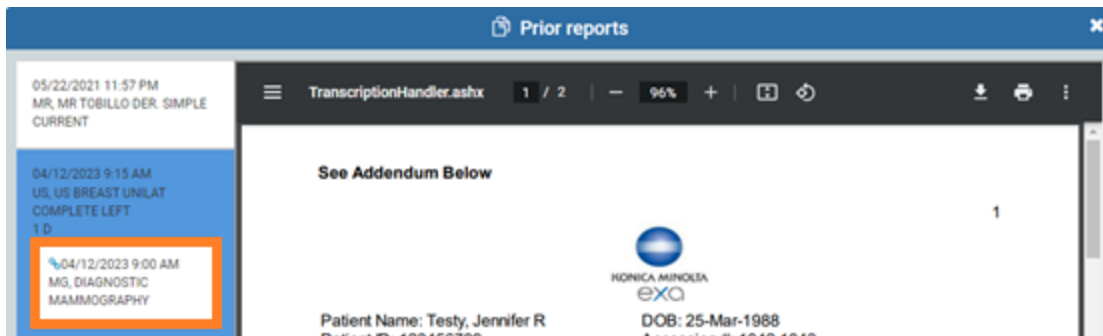 Prior reports
05/22/2021 11:57 PM
MR, MR TOBILLO DER. SIMPLE
CURRENT
04/12/2023 9:15 AM
US, US BREAST UNILAT
COMPLETE LEFT
1 D
04/12/2023 9:00 AM
MG, DIAGNOSTIC
MAMMOGRAPHY
TranscriptionHandler.ashx 1 / 2 96%
See Addendum Below
1
KONICA MINOLTA
exa
Patient Name: Testy, Jennifer R DOB: 25-Mar-1988